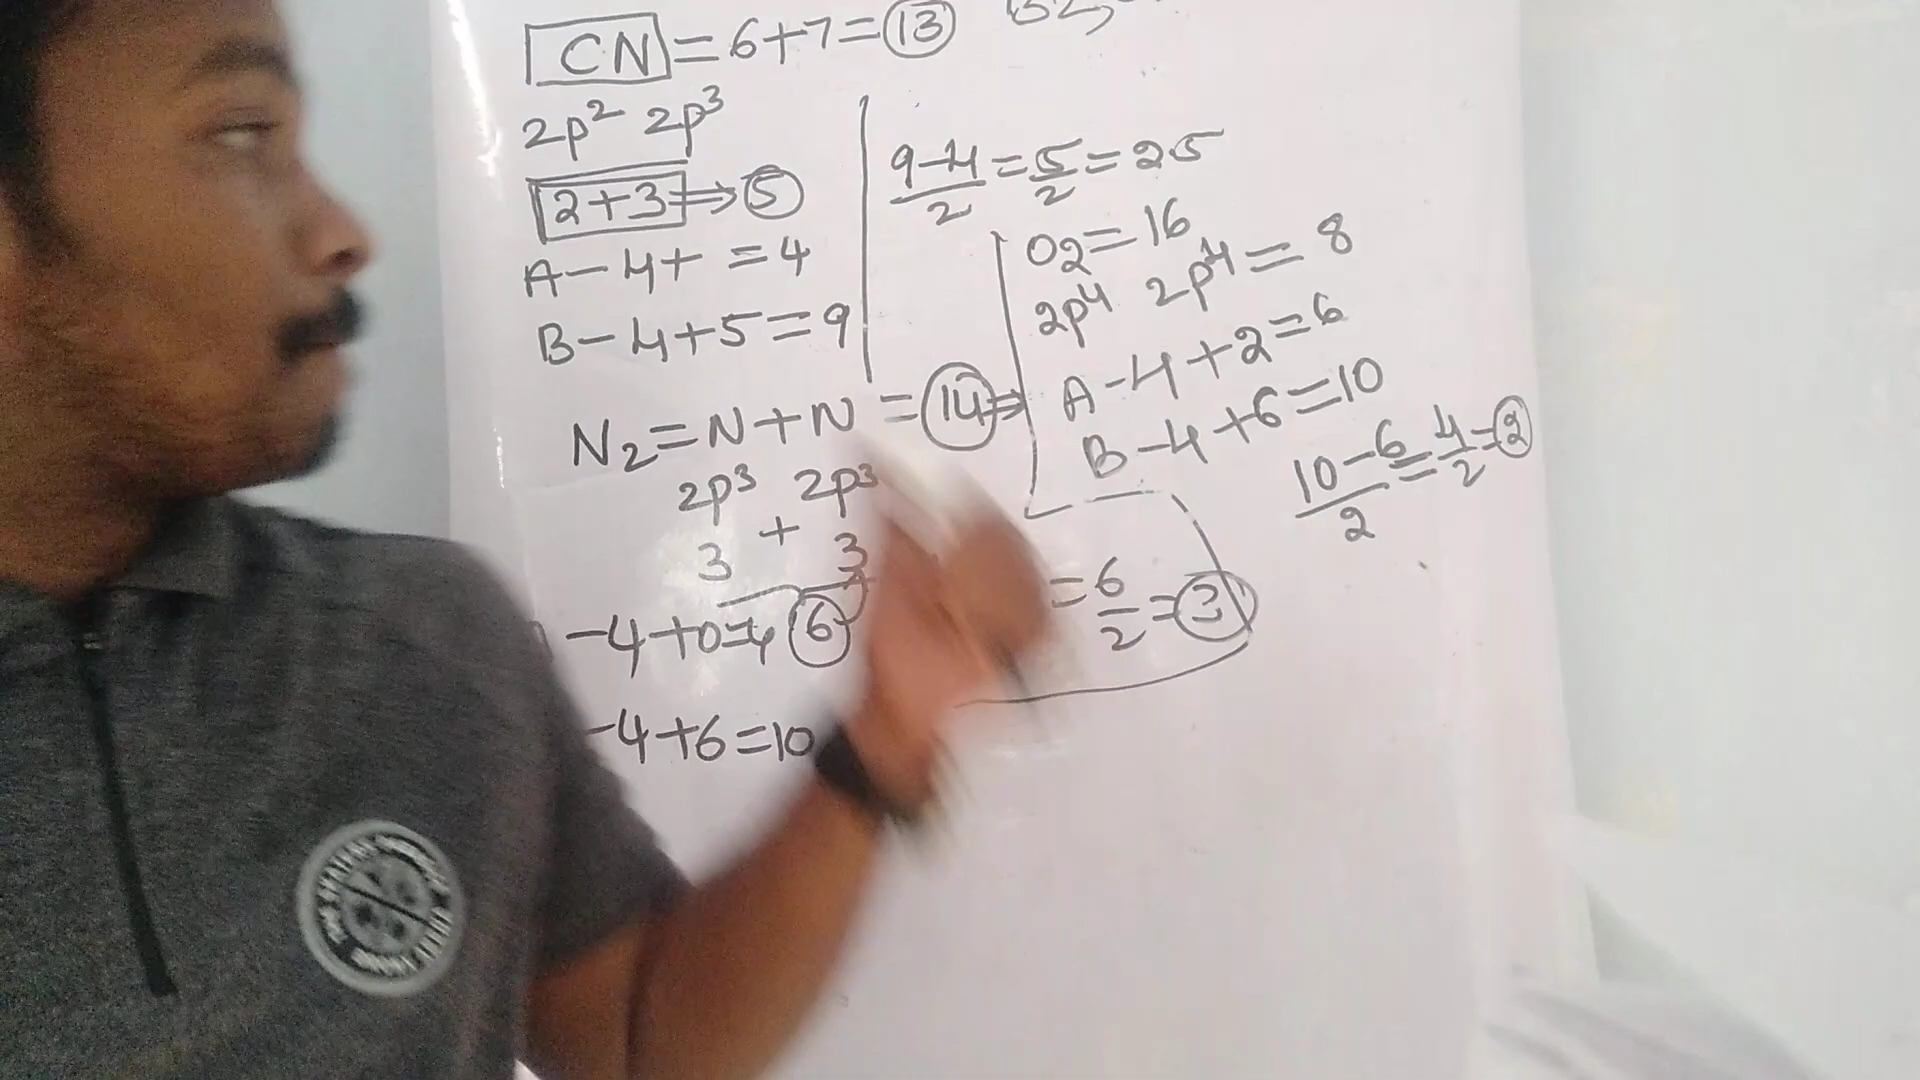 CN = 6+7 = 13
2p² 2p³
2+3 ⇒ 5
A - 4+ = 4
B - 4+5 = 9
9-4/2 = 5/2 = 2.5
O2 = 16
2p⁴ 2p⁴ = 8
A - 4+2 = 6
B - 4+6 = 10
10-6/2 = 4/2 = 2
N2 = N+N = 14 ⇒
2p³ 2p³
3 + 3
6
-4+0=4
= 6/2 = 3
-4+6=10